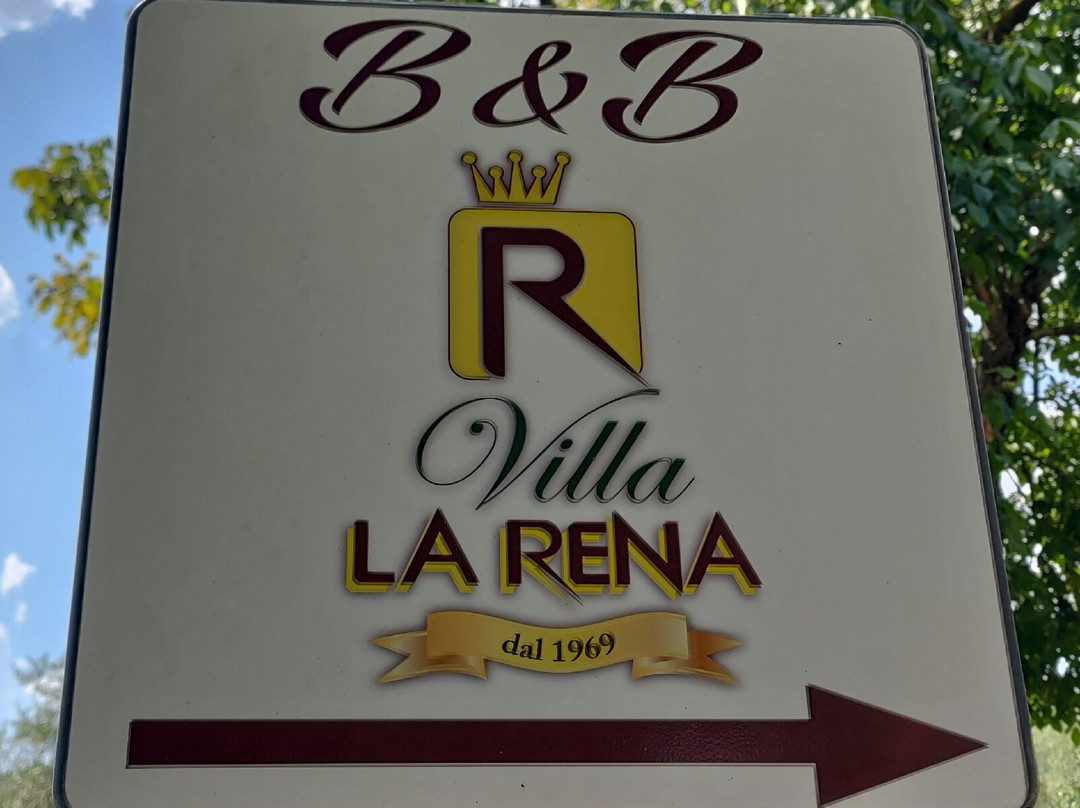 B & B
R
Villa
LA RENA
dal 1969